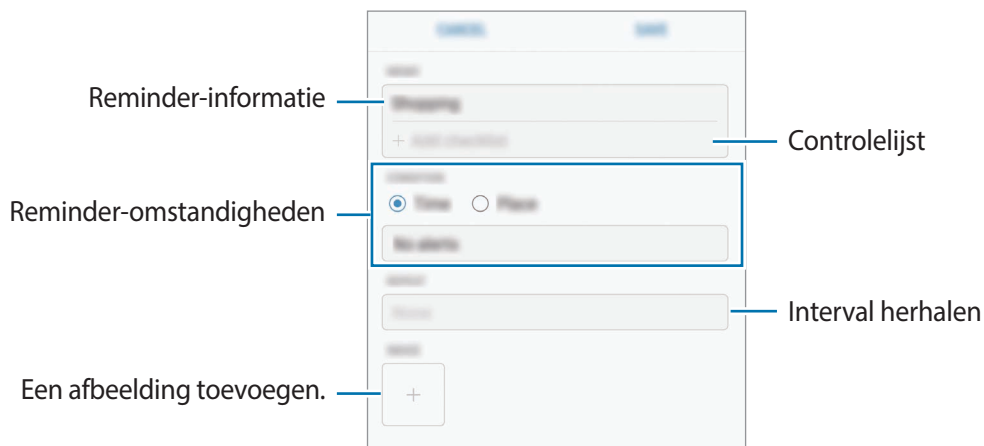 CANCEL
SAVE
Reminder-informatie
Shopping
+ Add checklist
Controlelijst
Reminder-omstandigheden
Time
Place
No alerts
Interval herhalen
None
Een afbeelding toevoegen.
+